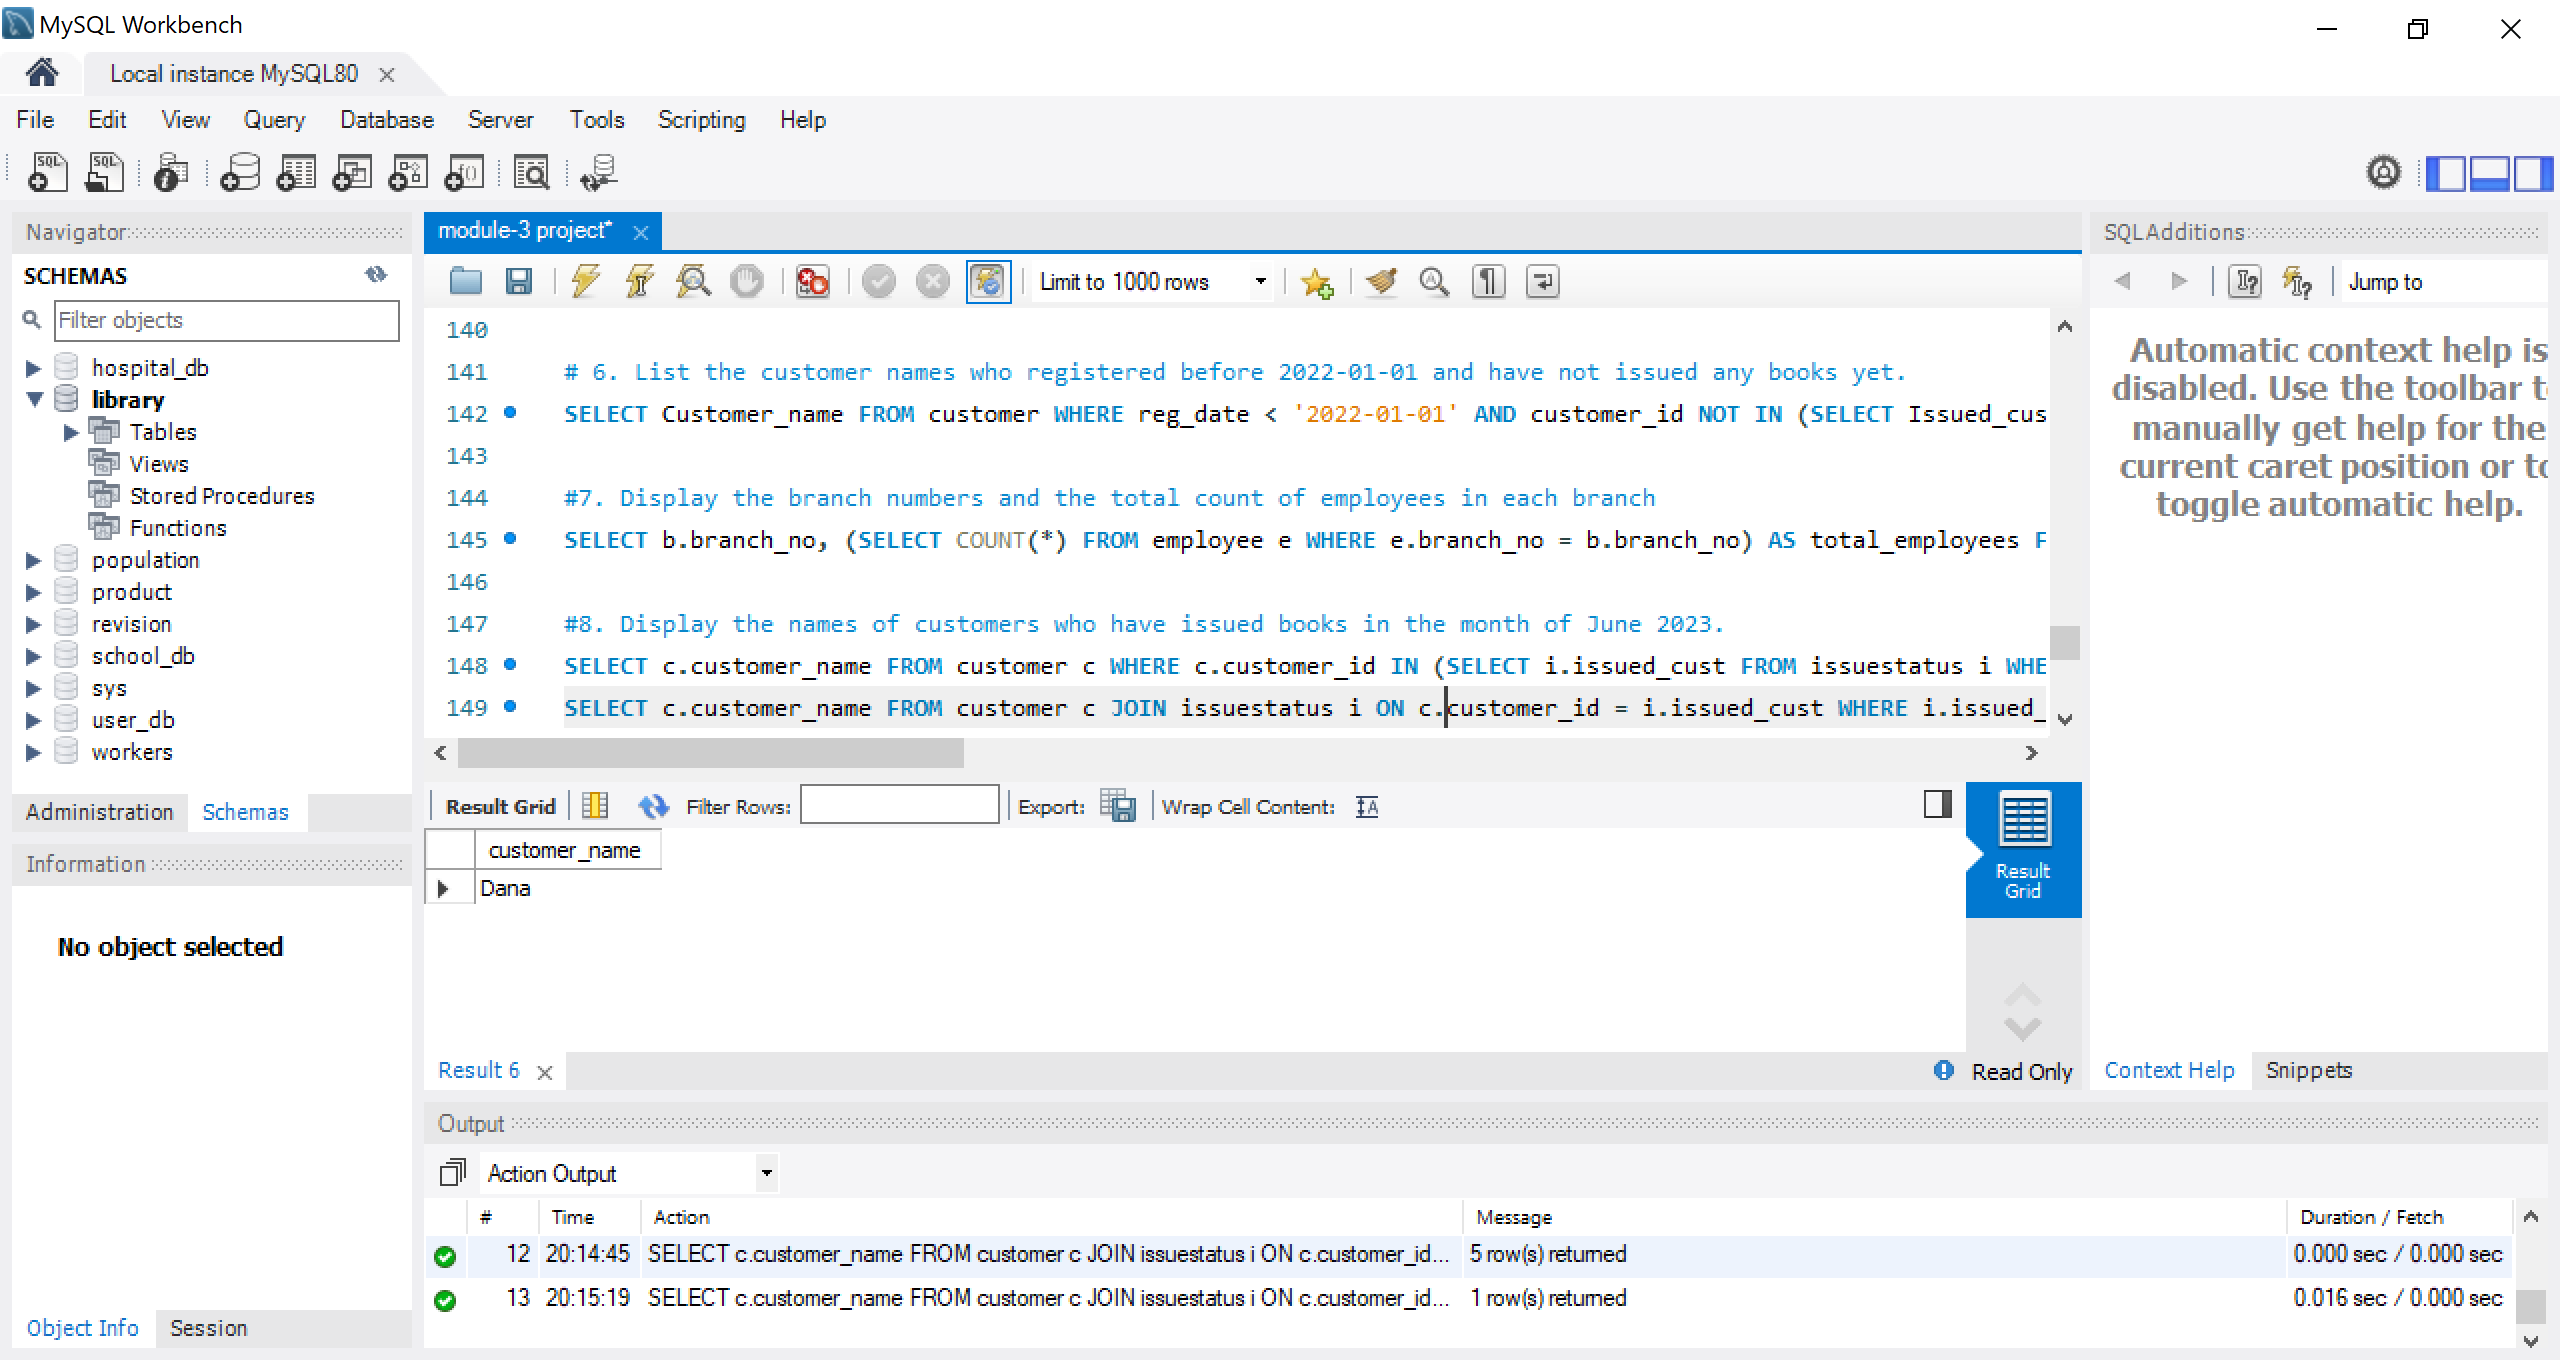 MySQL Workbench
Local instance MySQL80
File Edit View Query Database Server Tools Scripting Help
Navigator
SCHEMAS
Filter objects
hospital_db
library
Tables
Views
Stored Procedures
Functions
population
product
revision
school_db
sys
user_db
workers
Administration Schemas
Information
No object selected
Object Info Session
module-3 project*
Limit to 1000 rows
140
141 # 6. List the customer names who registered before 2022-01-01 and have not issued any books yet.
142 SELECT Customer_name FROM customer WHERE reg_date < '2022-01-01' AND customer_id NOT IN (SELECT Issued_cus
143
144 #7. Display the branch numbers and the total count of employees in each branch
145 SELECT b.branch_no, (SELECT COUNT(*) FROM employee e WHERE e.branch_no = b.branch_no) AS total_employees F
146
147 #8. Display the names of customers who have issued books in the month of June 2023.
148 SELECT c.customer_name FROM customer c WHERE c.customer_id IN (SELECT i.issued_cust FROM issuestatus i WHE
149 SELECT c.customer_name FROM customer c JOIN issuestatus i ON c.customer_id = i.issued_cust WHERE i.issued_
Result Grid Filter Rows: Export: Wrap Cell Content:
customer_name
Dana
Result Grid
Result 6
Read Only
SQLAdditions
Jump to
Automatic context help is
disabled. Use the toolbar t
manually get help for the
current caret position or to
toggle automatic help.
Context Help Snippets
Output
Action Output
# Time Action Message Duration / Fetch
12 20:14:45 SELECT c.customer_name FROM customer c JOIN issuestatus i ON c.customer_id... 5 row(s) returned 0.000 sec / 0.000 sec
13 20:15:19 SELECT c.customer_name FROM customer c JOIN issuestatus i ON c.customer_id... 1 row(s) returned 0.016 sec / 0.000 sec